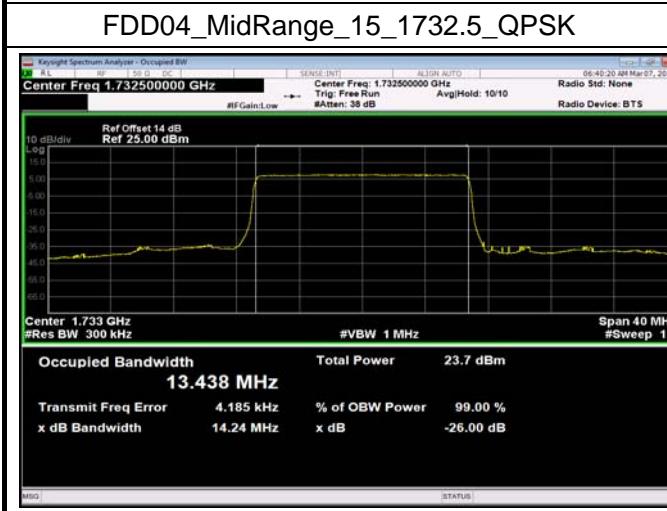 FDD04_MidRange_15_1732.5_QPSK
Keysight Spectrum Analyzer - Occupied BW
RL RF 50 Ω DC SENSE:INT ALIGN AUTO 06:40:20 AM Mar 07, 20
Center Freq 1.732500000 GHz
Center Freq: 1.732500000 GHz Radio Std: None
Trig: Free Run Avg|Hold: 10/10
#IFGain:Low #Atten: 38 dB Radio Device: BTS
Ref Offset 14 dB
10 dB/div Ref 25.00 dBm
Log
15.0
5.00
-5.00
-15.0
-25.0
-35.0
-45.0
-55.0
-65.0
Center 1.733 GHz Span 40 MH
#Res BW 300 kHz #VBW 1 MHz #Sweep 1
Occupied Bandwidth Total Power 23.7 dBm
13.438 MHz
Transmit Freq Error 4.185 kHz % of OBW Power 99.00 %
x dB Bandwidth 14.24 MHz x dB -26.00 dB
MSG STATUS